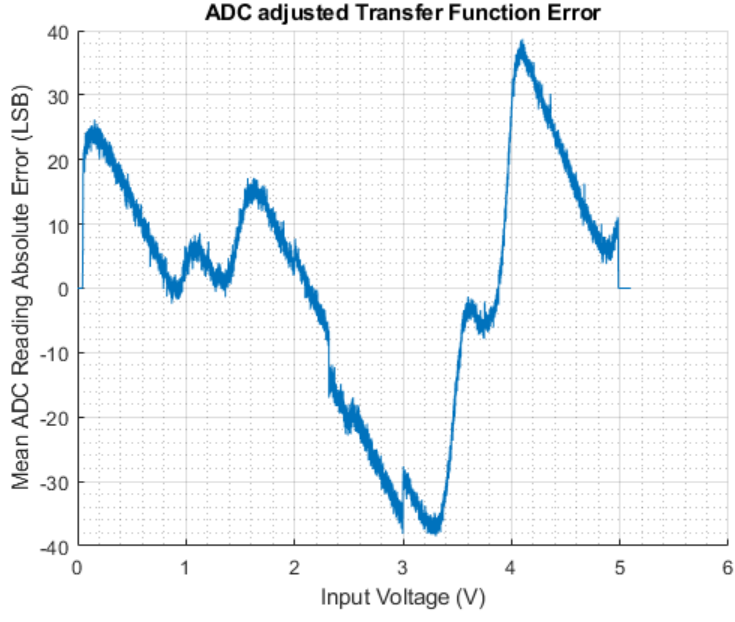 ADC adjusted Transfer Function Error
Mean ADC Reading Absolute Error (LSB)
40
30
20
10
0
-10
-20
-30
-40
0 1 2 3 4 5 6
Input Voltage (V)